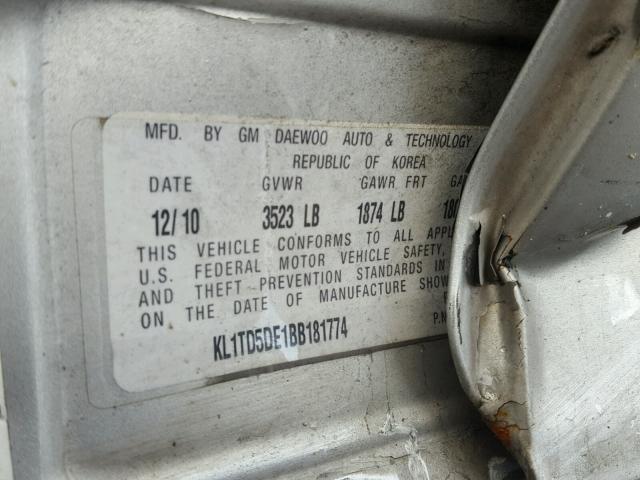 MFD. BY GM DAEWOO AUTO & TECHNOLOGY
REPUBLIC OF KOREA
DATE GVWR GAWR FRT
12/10 3523 LB 1874 LB
THIS VEHICLE CONFORMS TO ALL
U.S. FEDERAL MOTOR VEHICLE SAFETY,
AND THEFT PREVENTION STANDARDS
ON THE DATE OF MANUFACTURE
KL1TD5DE1BB181774